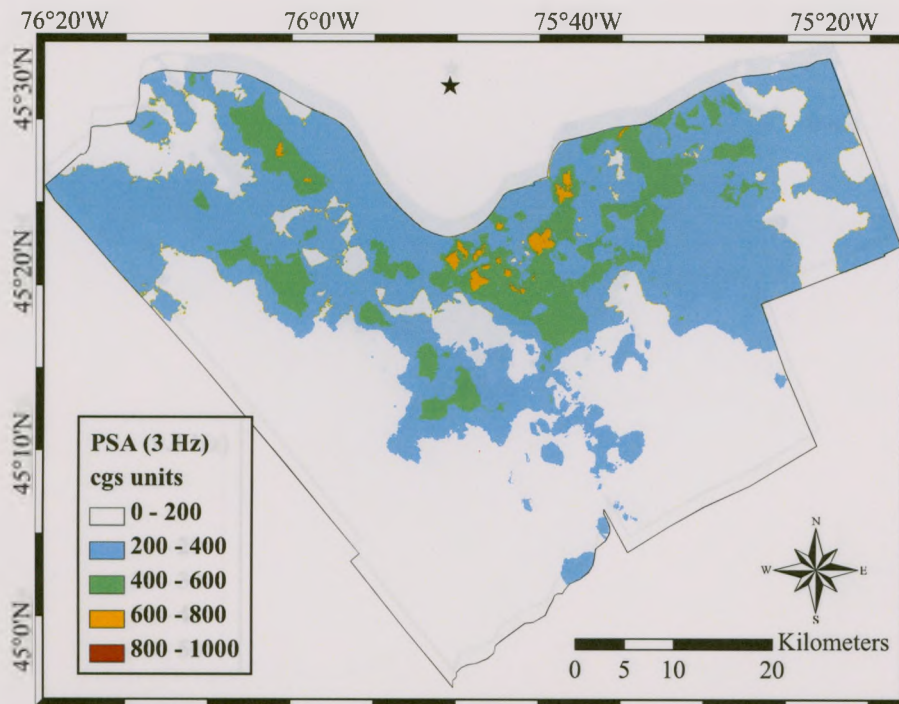 76°20'W 76°0'W 75°40'W 75°20'W
45°30'N
45°20'N
45°10'N
45°0'N
PSA (3 Hz)
cgs units
0 - 200
200 - 400
400 - 600
600 - 800
800 - 1000
N
W E
S
Kilometers
0 5 10 20